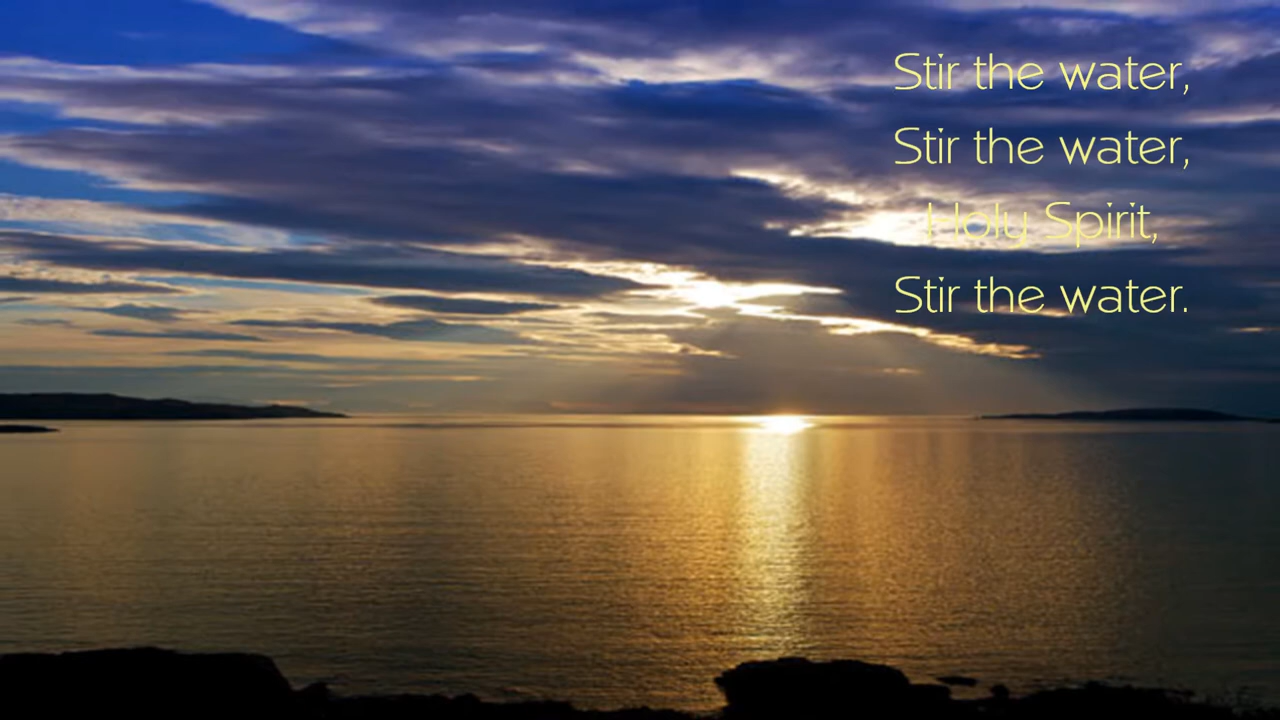 Stir the water,
Stir the water,
Holy Spirit,
Stir the water.